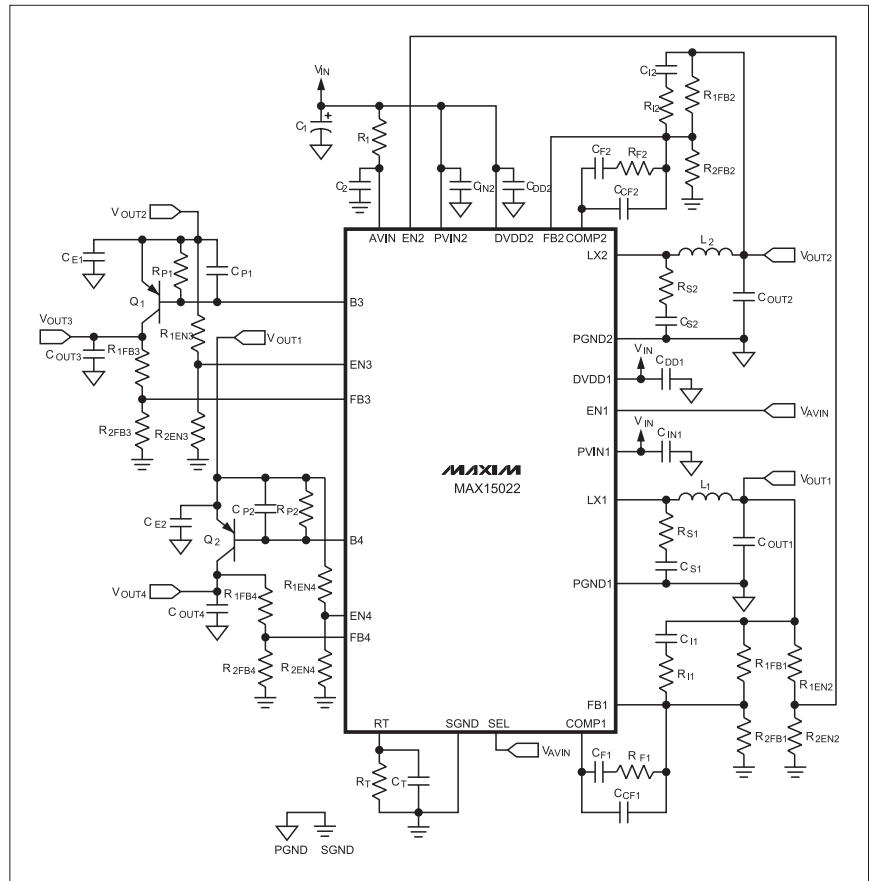 VIN
C1
R1
C2
CIN2
CDD2
CF2
RF2
CCF2
CI2
RI2
R1FB2
R2FB2
AVIN
EN2
PVIN2
DVDD2
FB2
COMP2
VOUT2
CE1
RP1
CP1
Q1
VOUT3
COUT3
R1FB3
R2FB3
R1EN3
R2EN3
VOUT1
B3
EN3
FB3
LX2
L2
VOUT2
RS2
CS2
COUT2
PGND2
VIN
DVDD1
CDD1
EN1
VAVIN
VIN
PVIN1
CIN1
MAXIM
MAX15022
VOUT1
LX1
L1
RS1
CS1
COUT1
PGND1
CE2
CP2
RP2
Q2
B4
VOUT4
COUT4
R1FB4
R2FB4
R1EN4
R2EN4
EN4
FB4
CI1
RI1
R1FB1
R1EN2
FB1
R2FB1
R2EN2
RT
SGND
SEL
COMP1
VAVIN
RT
CT
CF1
RF1
CCF1
PGND
SGND